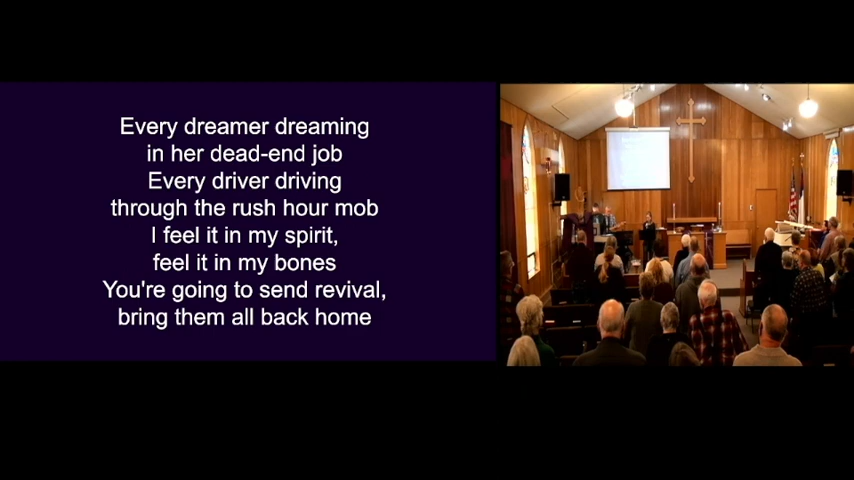 Every dreamer dreaming
in her dead-end job
Every driver driving
through the rush hour mob
I feel it in my spirit,
feel it in my bones
You're going to send revival,
bring them all back home